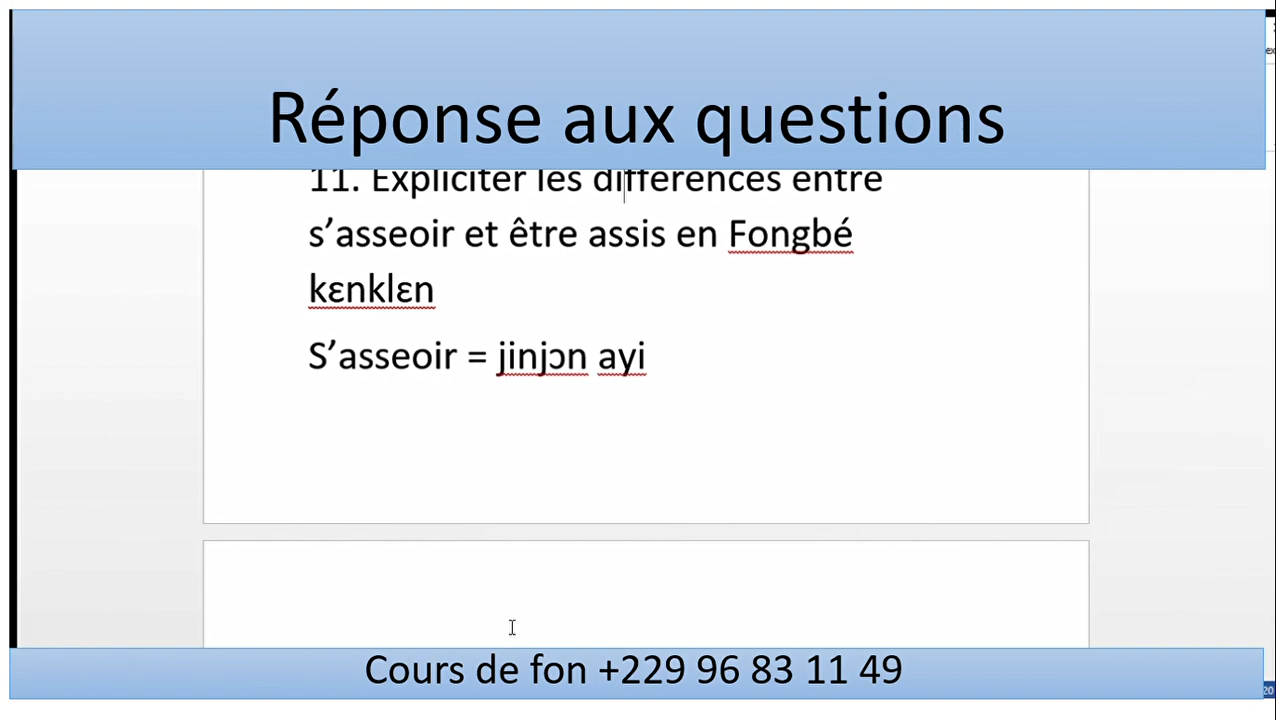 Réponse aux questions
11. Expliciter les différences entre
s’asseoir et être assis en Fongbé
kɛnklɛn
S’asseoir = jinjɔn ayi
Cours de fon +229 96 83 11 49
20